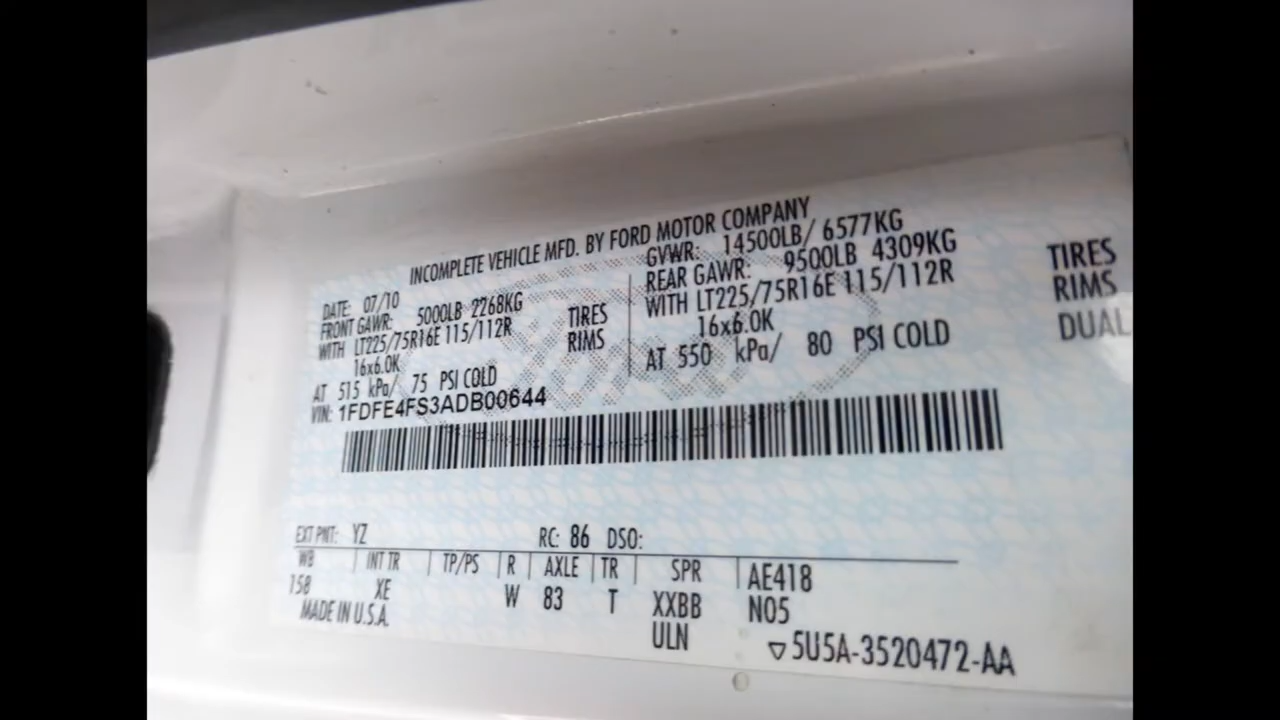 INCOMPLETE VEHICLE MFD. BY FORD MOTOR COMPANY
DATE: 07/10
FRONT GAWR: 5000LB 2268KG
WITH LT225/75R16E 115/112R TIRES
16x6.0K RIMS
AT 515 kPa/ 75 PSI COLD
GVWR: 14500LB/ 6577KG
REAR GAWR: 9500LB 4309KG
WITH LT225/75R16E 115/112R TIRES
16x6.0K RIMS
AT 550 kPa/ 80 PSI COLD DUAL
VIN: 1FDFE4FS3ADB00644
EXT PNT: YZ RC: 86 DSO:
WB INT TR TP/PS R AXLE TR SPR AE418
158 XE W 83 T XXBB N05
MADE IN U.S.A. ULN
▽5U5A-3520472-AA